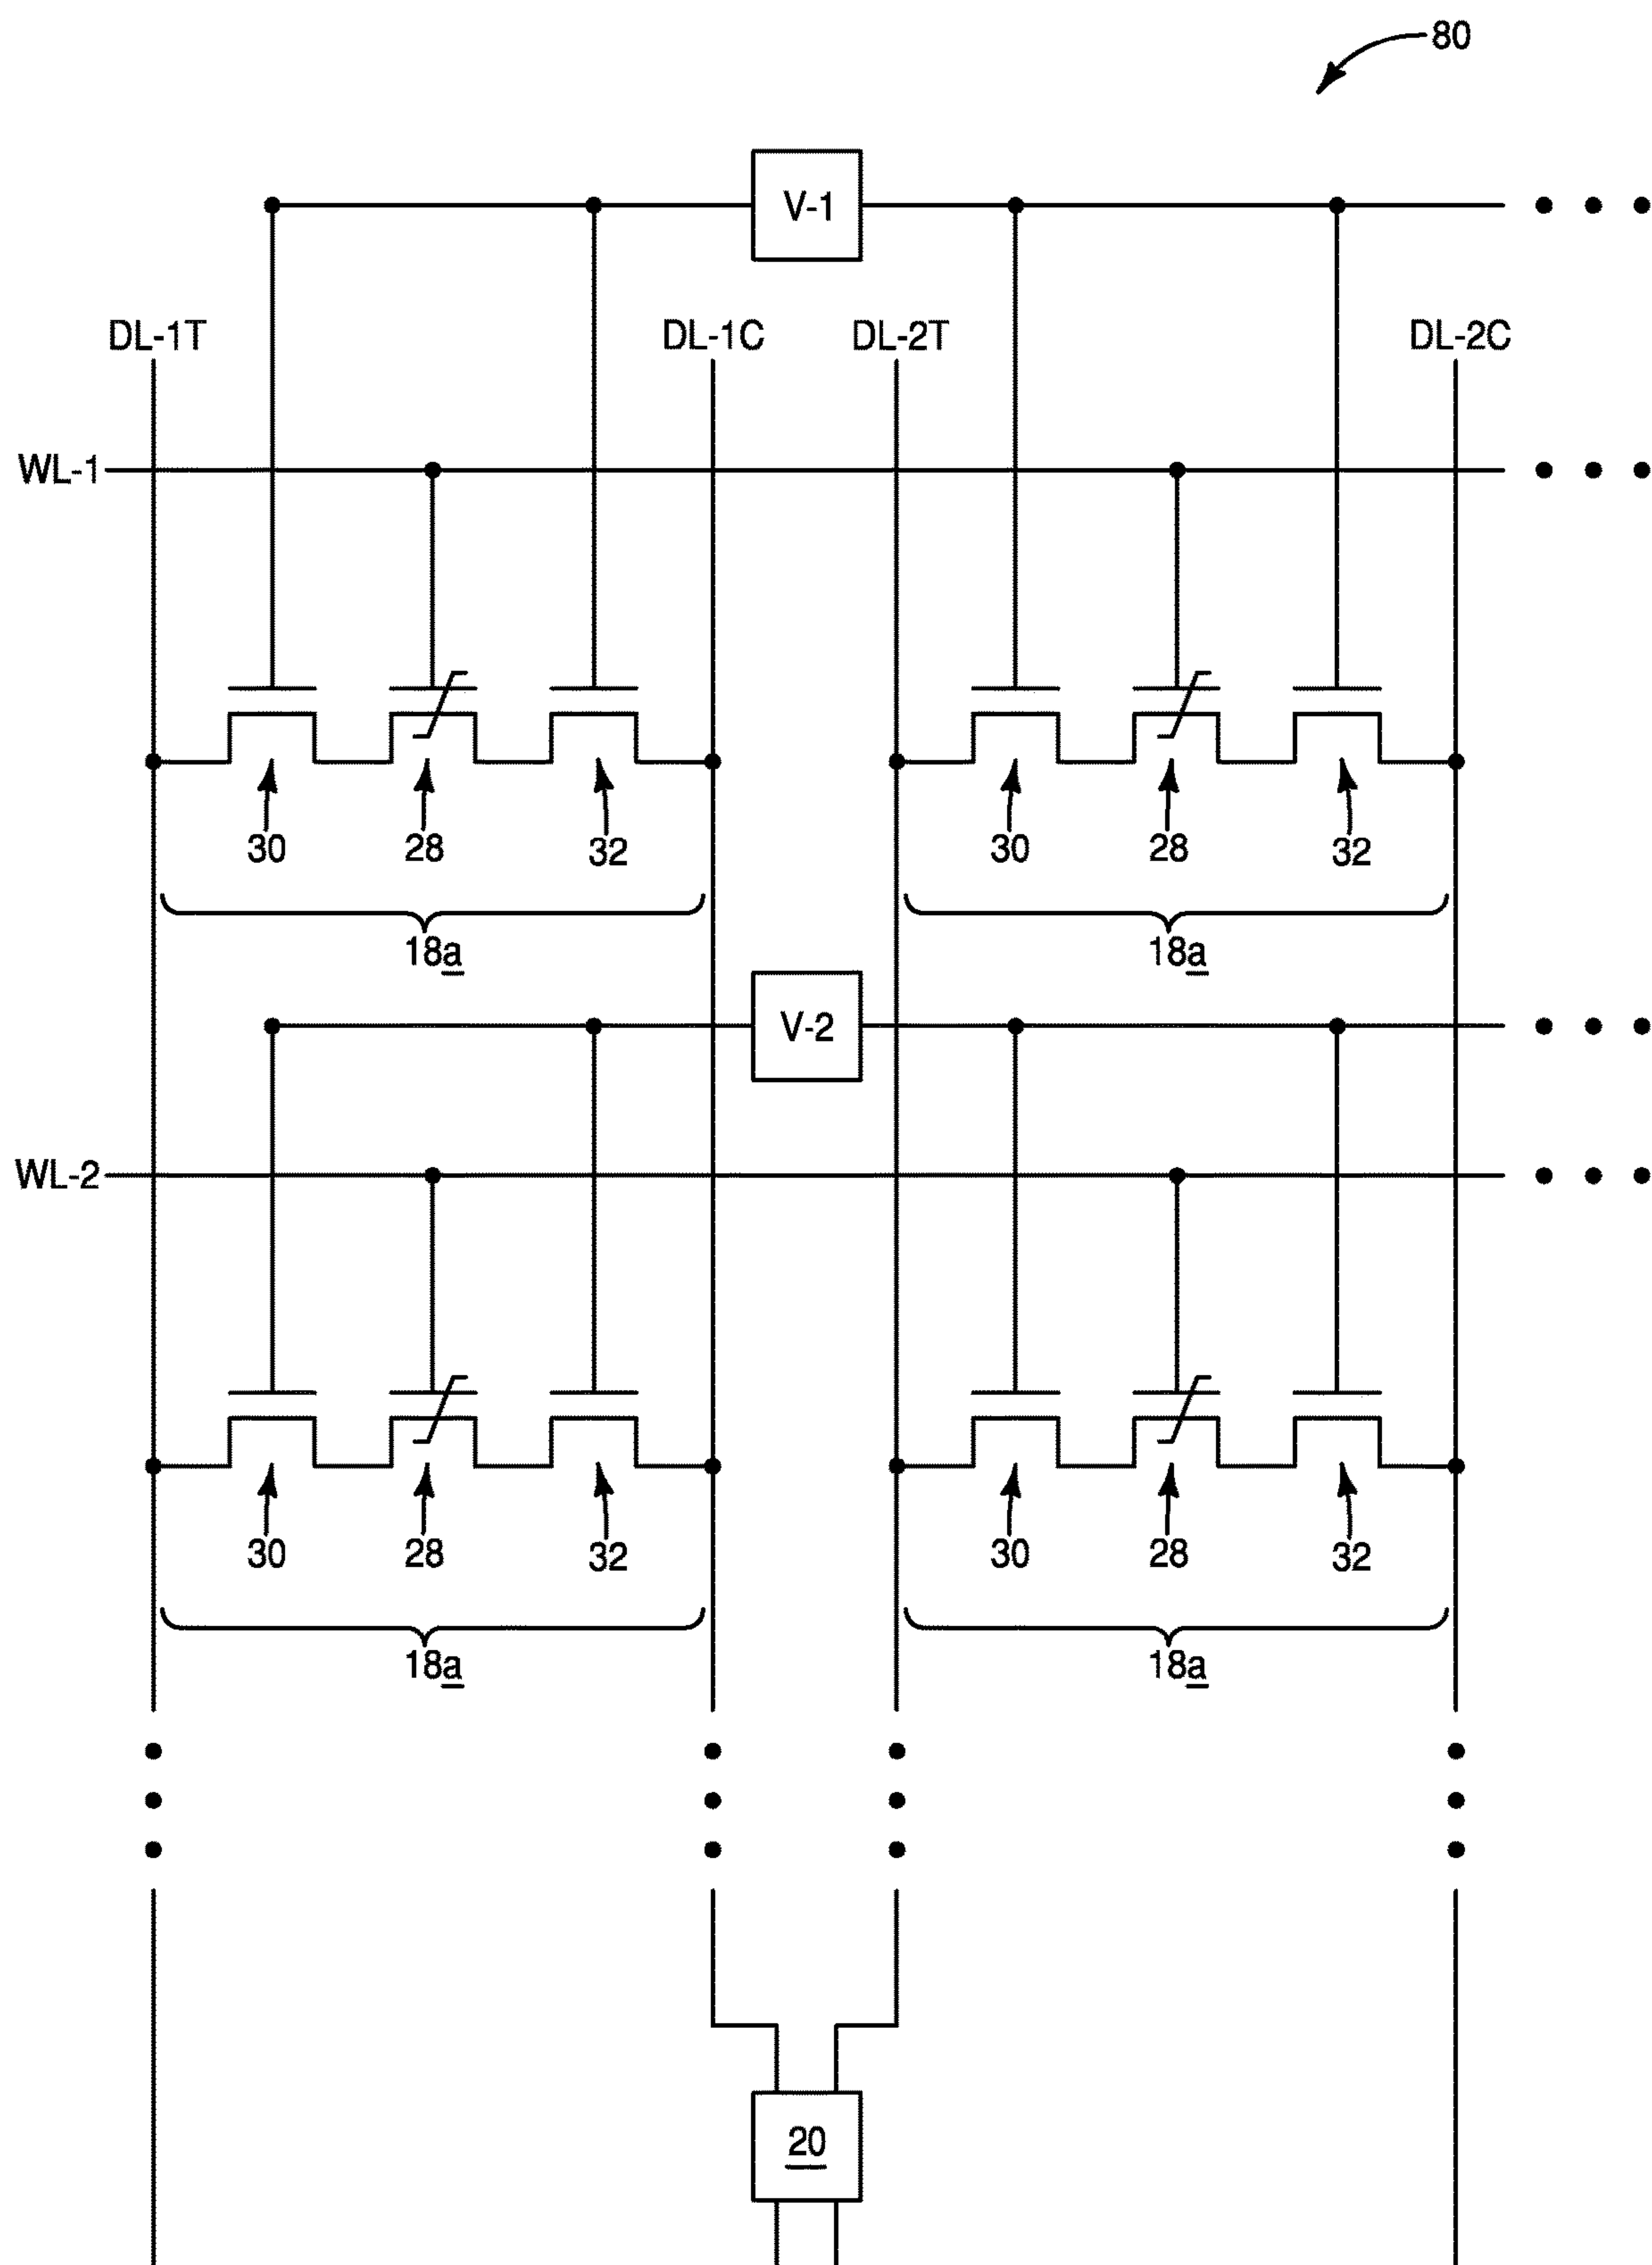 80
V-1
DL-1T DL-1C DL-2T DL-2C
WL-1
30 28 32 30 28 32
18a 18a
V-2
WL-2
30 28 32 30 28 32
18a 18a
20